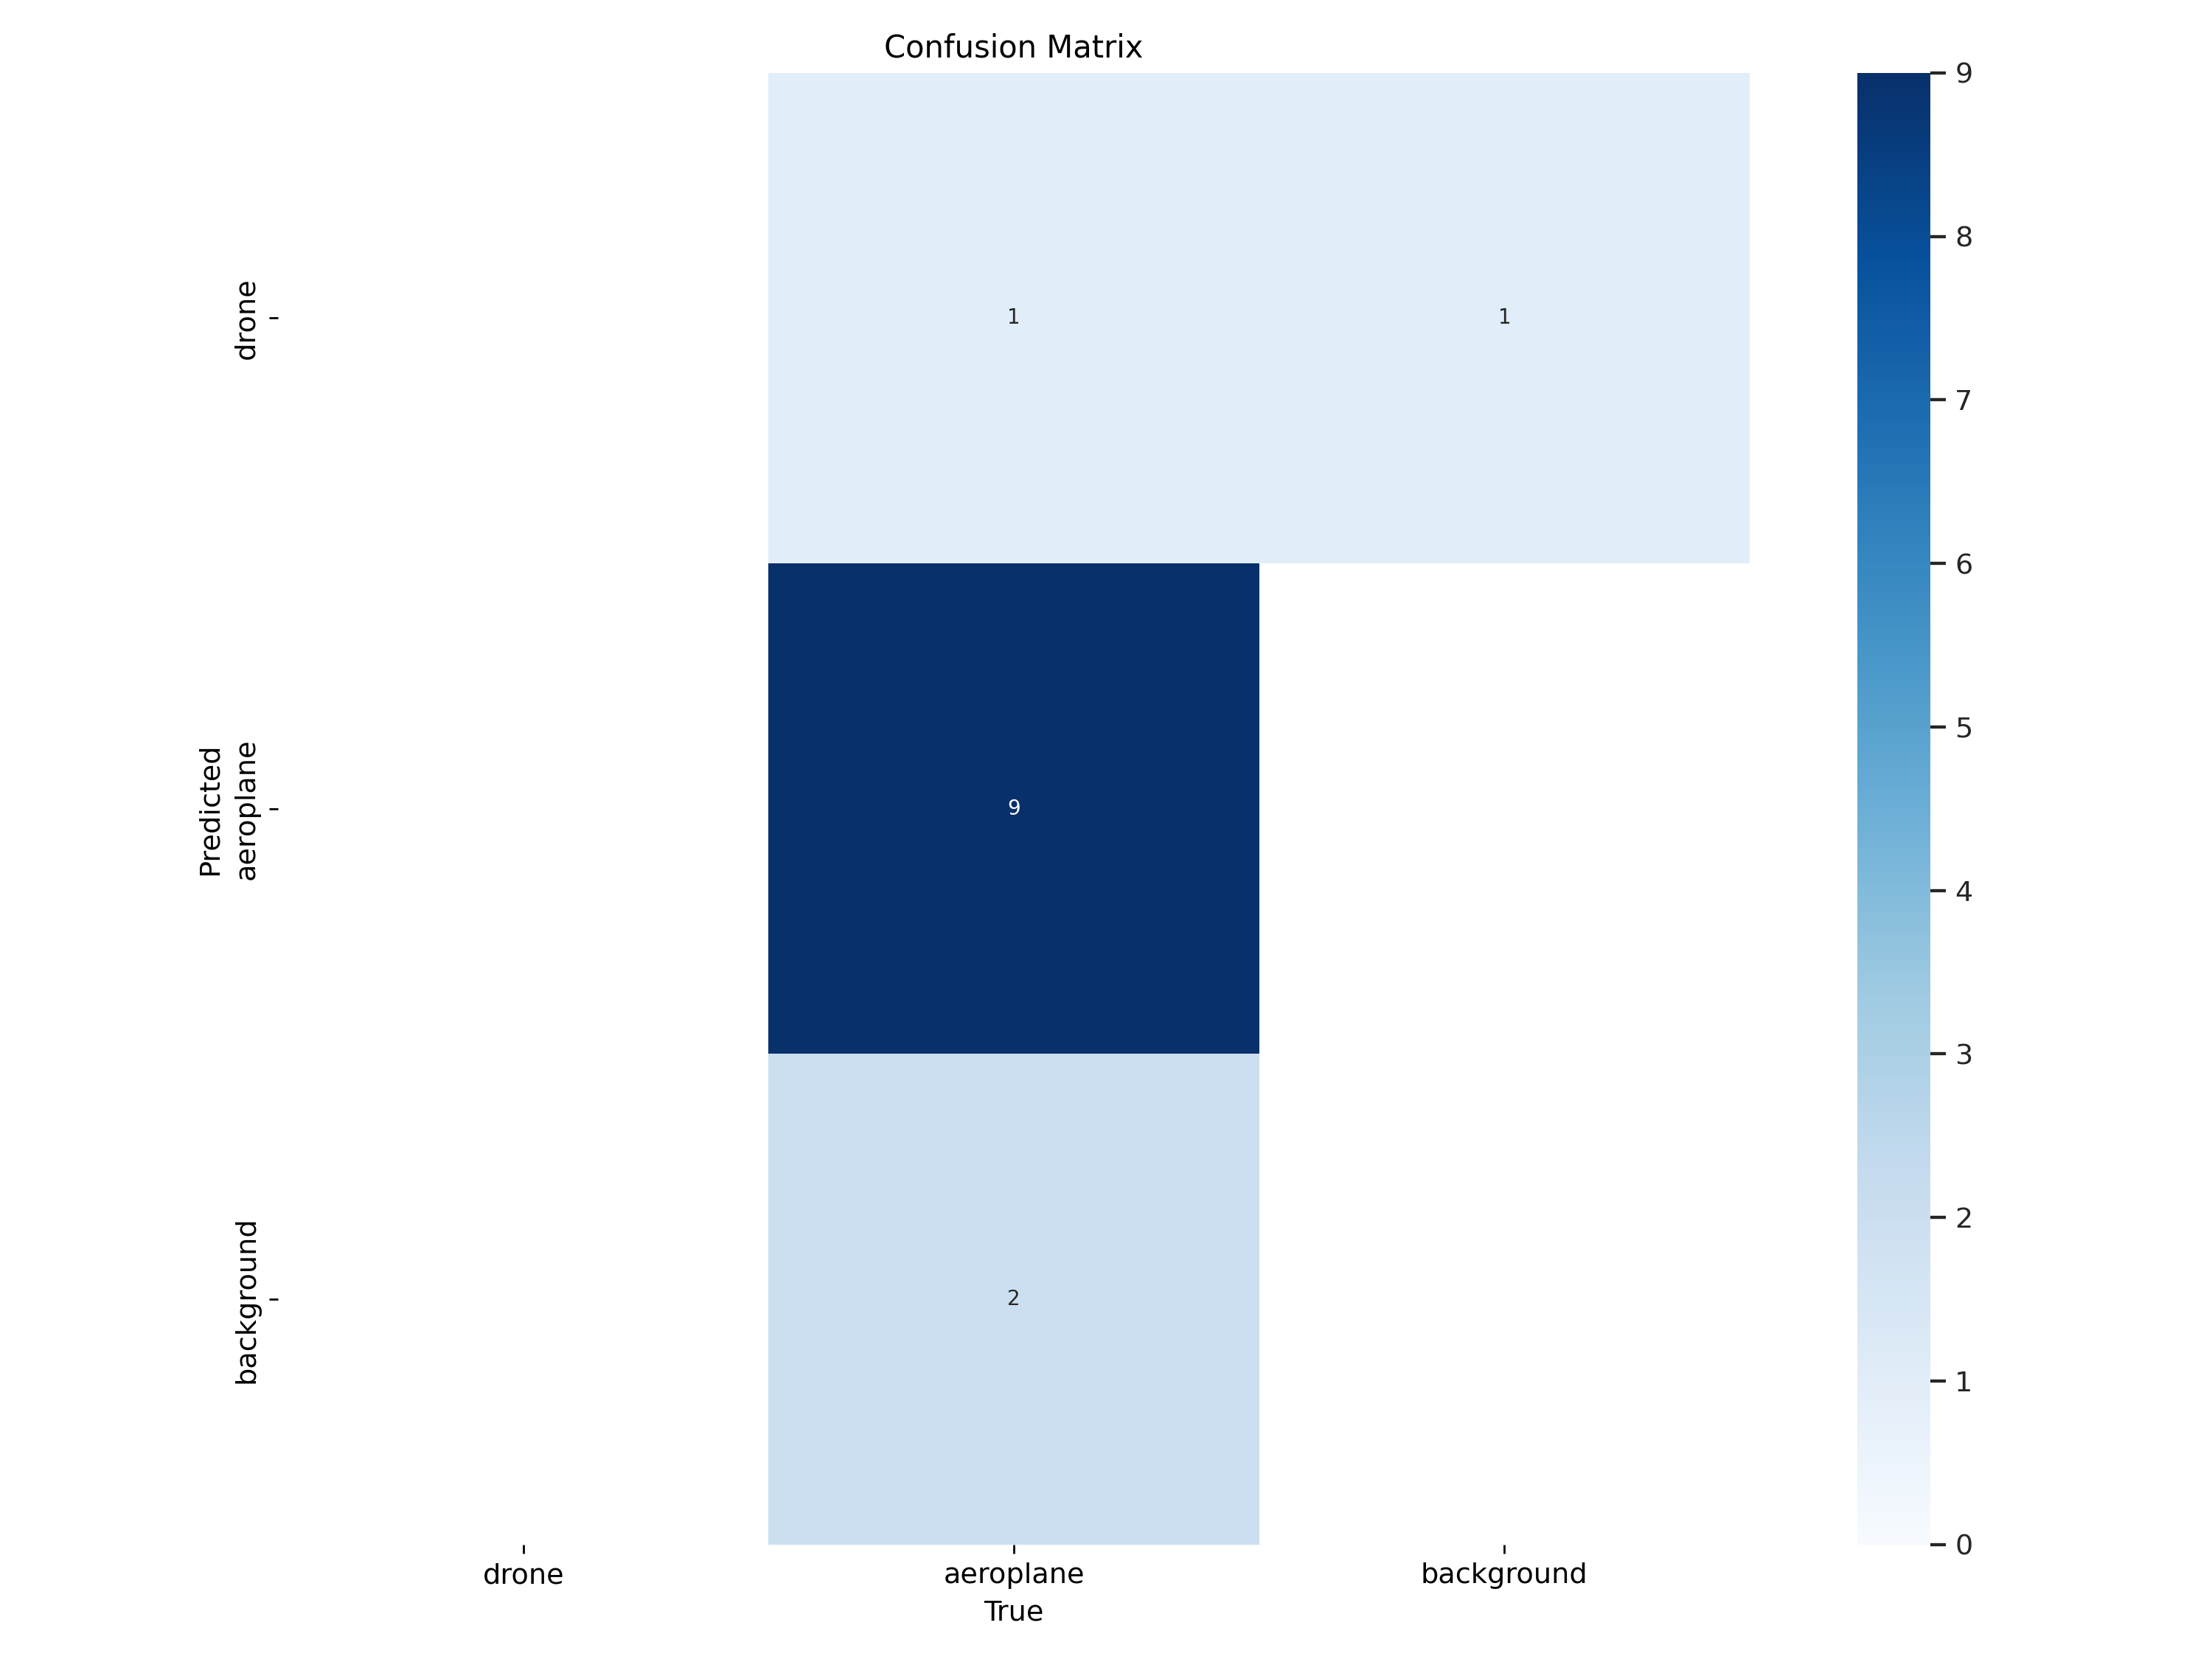 Confusion Matrix
drone
aeroplane
background
Predicted
1
1
9
2
drone
aeroplane
background
True
9
8
7
6
5
4
3
2
1
0